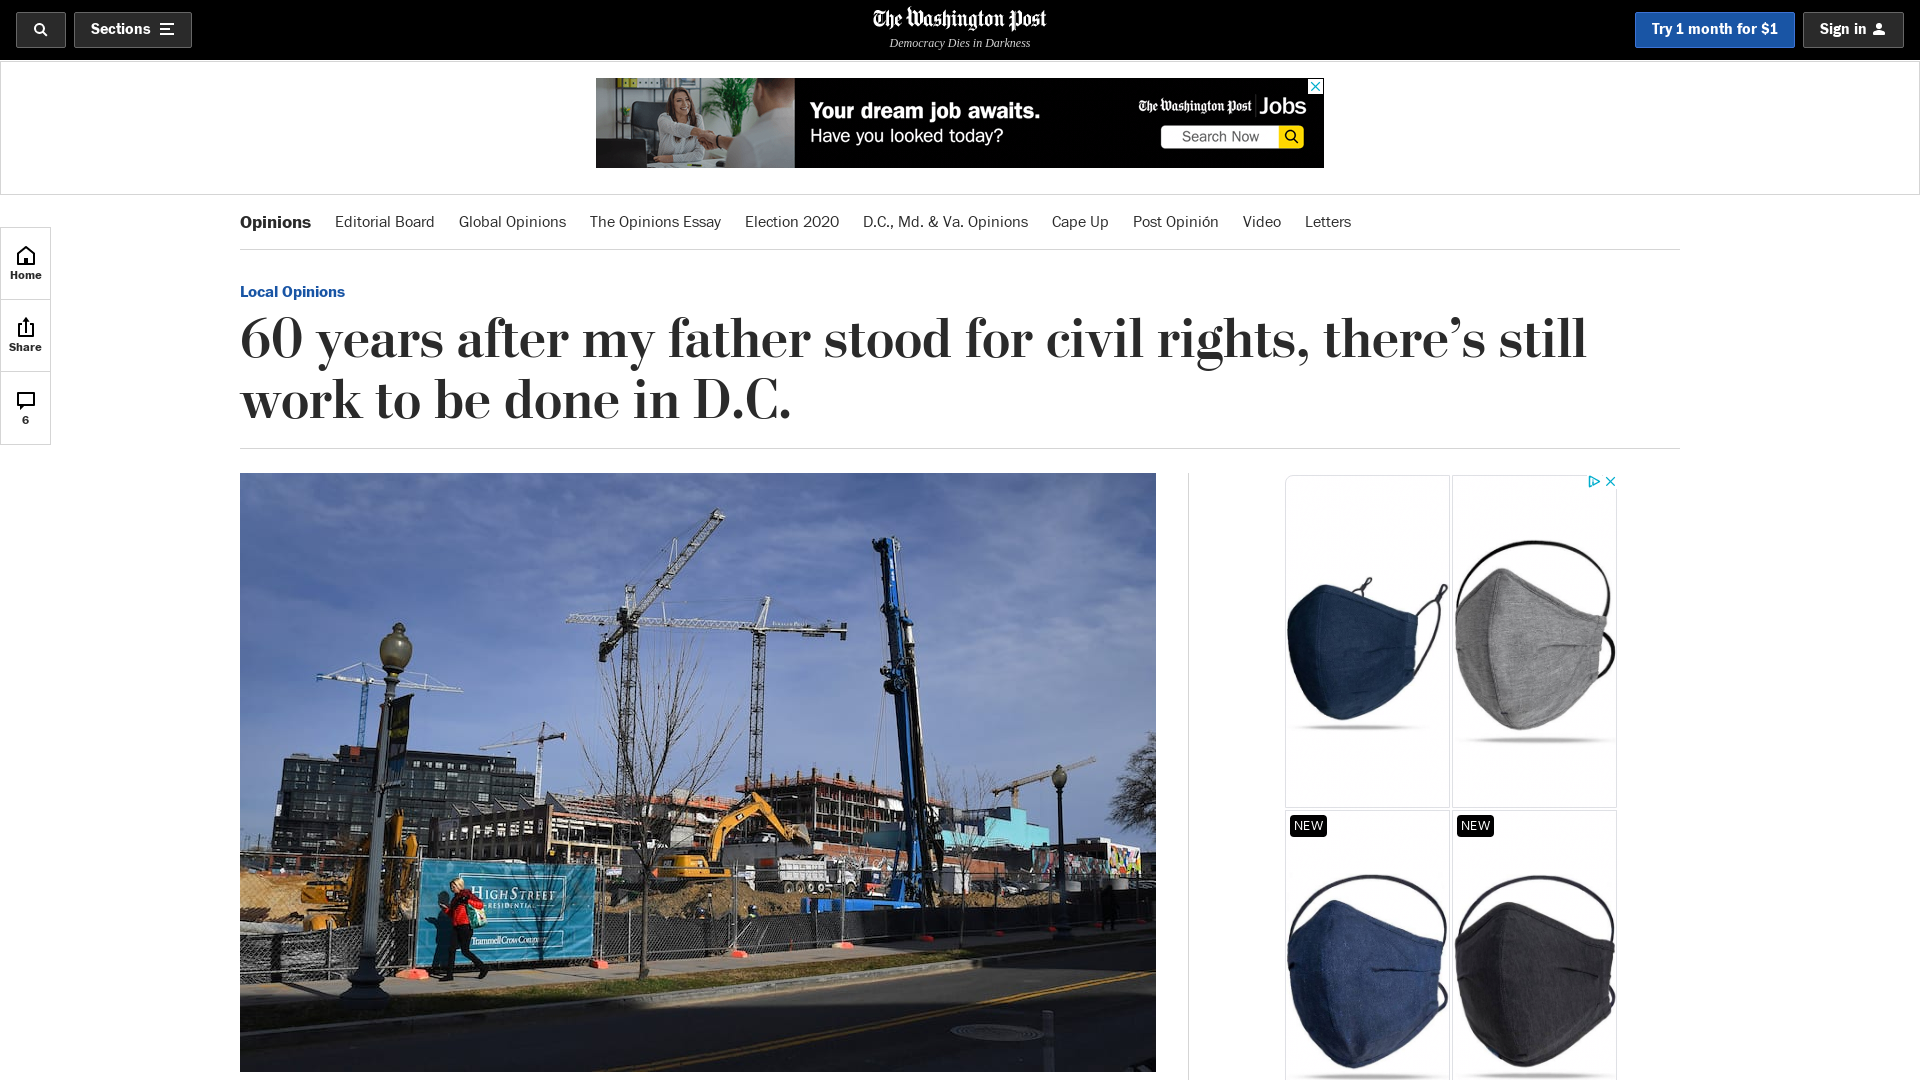 Sections
The Washington Post
Democracy Dies in Darkness
Try 1 month for $1
Sign in
Your dream job awaits.
Have you looked today?
The Washington Post Jobs
Search Now
Opinions
Editorial Board
Global Opinions
The Opinions Essay
Election 2020
D.C., Md. & Va. Opinions
Cape Up
Post Opinión
Video
Letters
Home
Share
6
Local Opinions
60 years after my father stood for civil rights, there’s still
work to be done in D.C.
HIGH STREET
RESIDENTIAL
Trammell Crow Company
NEW
NEW